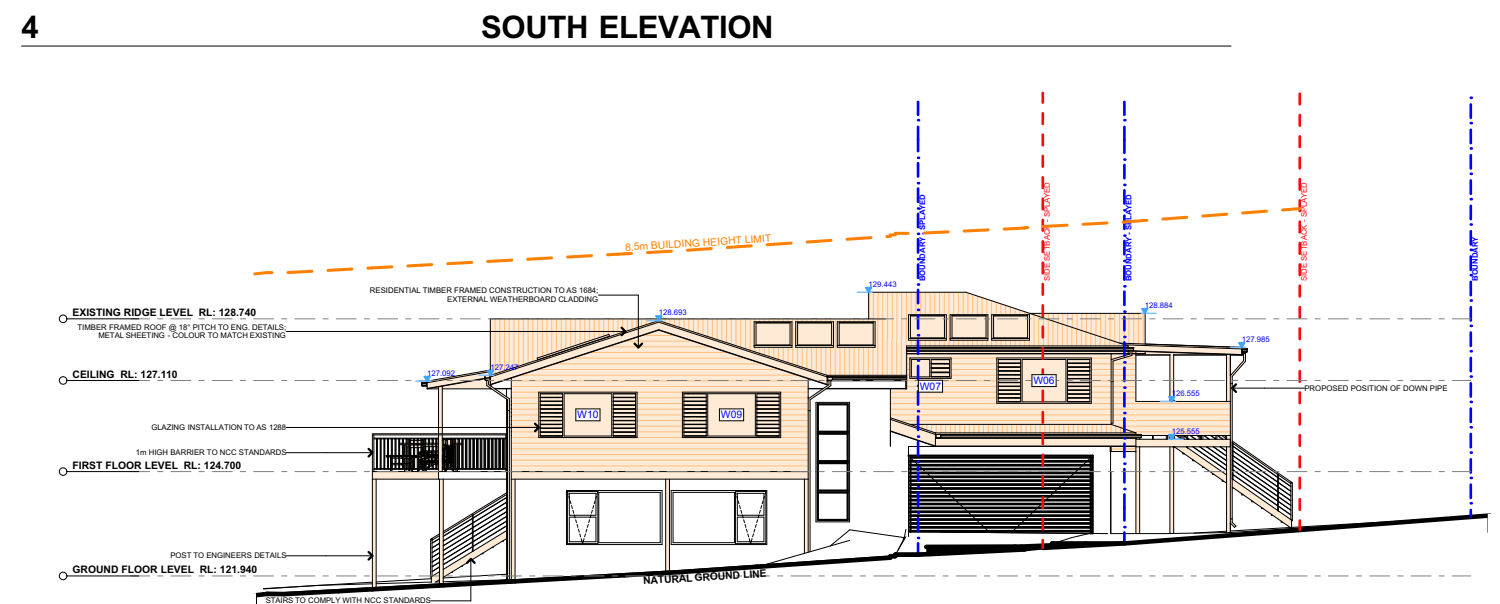 4
SOUTH ELEVATION
8.5m BUILDING HEIGHT LIMIT
BOUNDARY - SPLAYED
SIDE SETBACK - SPLAYED
BOUNDARY - SPLAYED
SIDE SETBACK - SPLAYED
BOUNDARY
RESIDENTIAL TIMBER FRAMED CONSTRUCTION TO AS 1684;
EXTERNAL WEATHERBOARD CLADDING
129.443
EXISTING RIDGE LEVEL RL: 128.740
128.693
128.884
TIMBER FRAMED ROOF @ 18° PITCH TO ENG. DETAILS;
METAL SHEETING - COLOUR TO MATCH EXISTING
127.985
127.092
127.247
CEILING RL: 127.110
W07
W06
PROPOSED POSITION OF DOWN PIPE
126.555
W10
W09
GLAZING INSTALLATION TO AS 1288
125.555
1m HIGH BARRIER TO NCC STANDARDS
FIRST FLOOR LEVEL RL: 124.700
POST TO ENGINEERS DETAILS
GROUND FLOOR LEVEL RL: 121.940
NATURAL GROUND LINE
STAIRS TO COMPLY WITH NCC STANDARDS